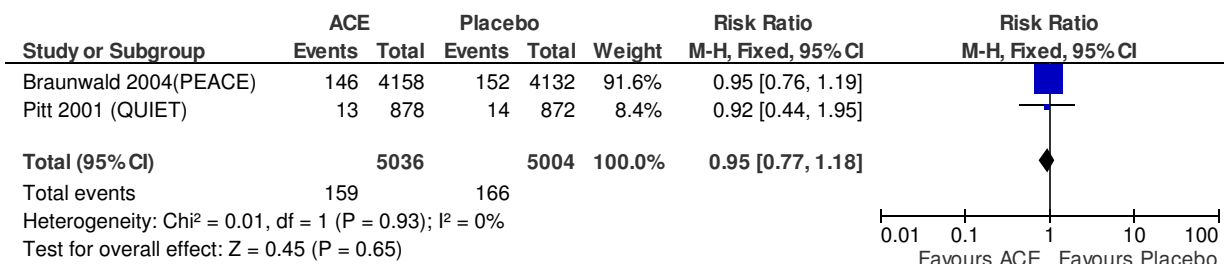 ACE Placebo Risk Ratio Risk Ratio
Study or Subgroup Events Total Events Total Weight M-H, Fixed, 95% CI M-H, Fixed, 95% CI
Braunwald 2004(PEACE) 146 4158 152 4132 91.6% 0.95 [0.76, 1.19]
Pitt 2001 (QUIET) 13 878 14 872 8.4% 0.92 [0.44, 1.95]
Total (95% CI) 5036 5004 100.0% 0.95 [0.77, 1.18]
Total events 159 166
Heterogeneity: Chi² = 0.01, df = 1 (P = 0.93); I² = 0%
Test for overall effect: Z = 0.45 (P = 0.65)
0.01 0.1 1 10 100
Favours ACE Favours Placebo